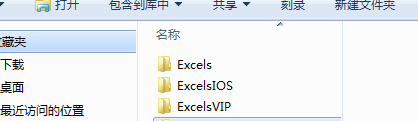 打开 包含到库中 共享 刻录 新建文件夹
收藏夹
下载
桌面
最近访问的位置
名称
Excels
ExcelsIOS
ExcelsVIP